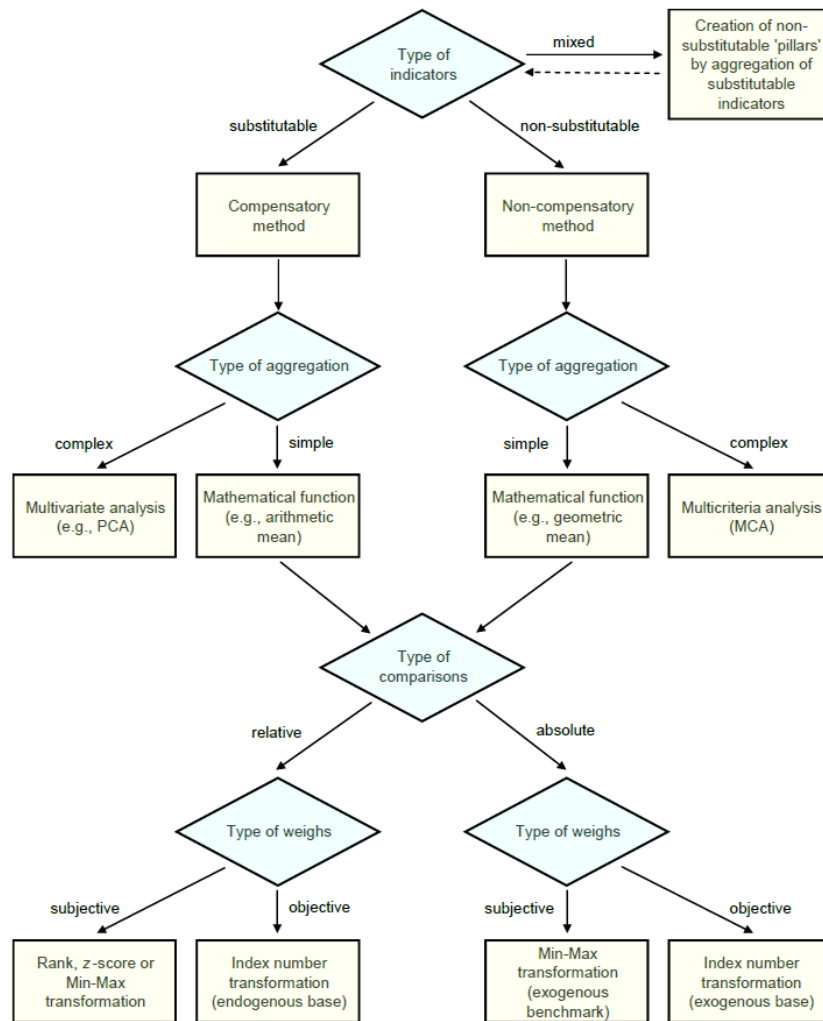 Type of
indicators
mixed
Creation of non-
substitutable 'pillars'
by aggregation of
substitutable
indicators
substitutable
non-substitutable
Compensatory
method
Non-compensatory
method
Type of aggregation
Type of aggregation
complex
simple
simple
complex
Multivariate analysis
(e.g., PCA)
Mathematical function
(e.g., arithmetic
mean)
Mathematical function
(e.g., geometric
mean)
Multicriteria analysis
(MCA)
Type of
comparisons
relative
absolute
Type of weighs
Type of weighs
subjective
objective
subjective
objective
Rank, z-score or
Min-Max
transformation
Index number
transformation
(endogenous base)
Min-Max
transformation
(exogenous
benchmark)
Index number
transformation
(exogenous base)